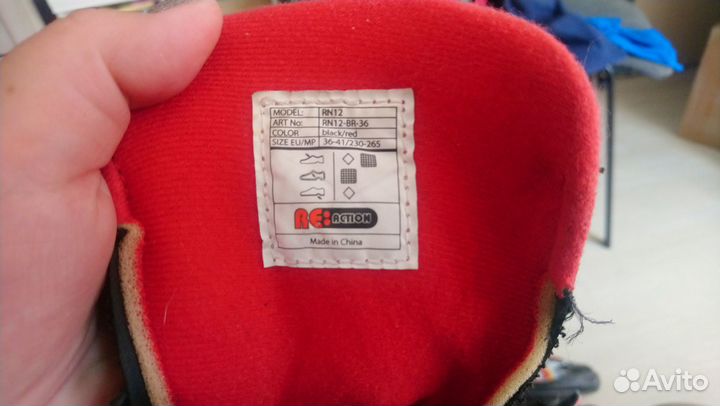 MODEL: RN12
ART No: RN12-BR-36
COLOR black/red
SIZE EU/MP 36-41/230-265
RE:ACTION
Made in China
Avito